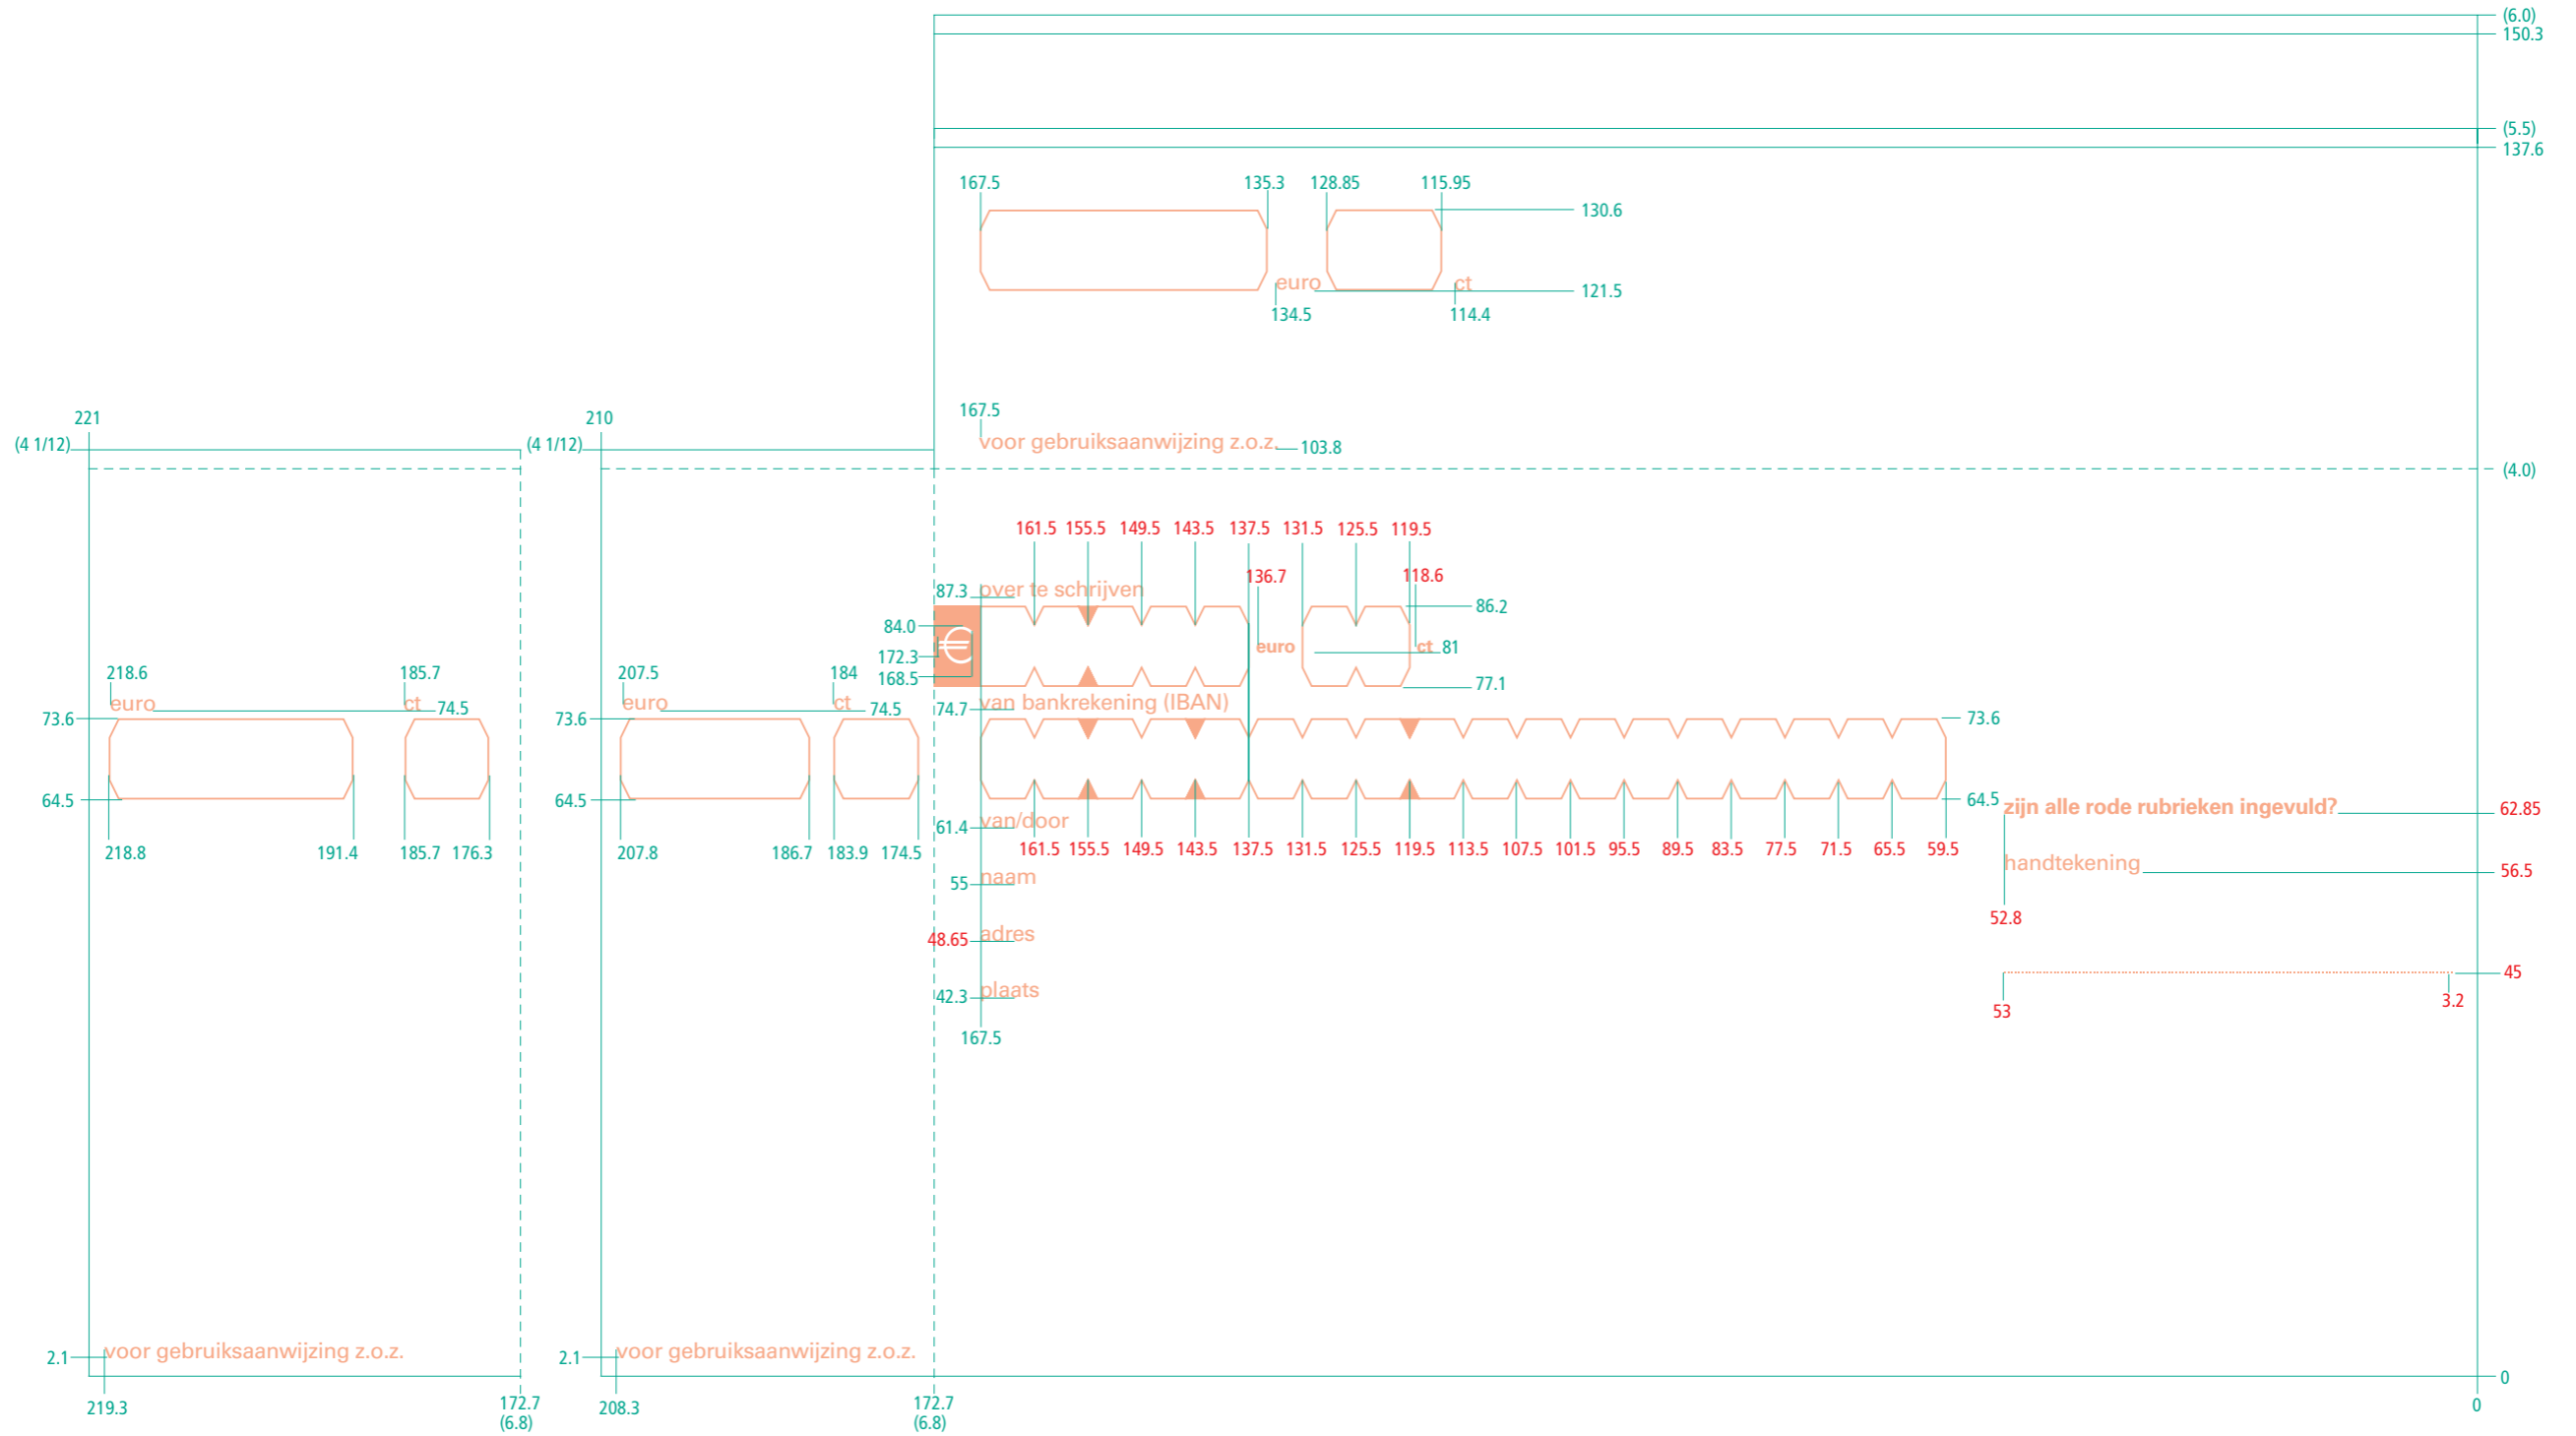 (6.0)
150.3
(5.5)
137.6
167.5 135.3 128.85 115.95
130.6
euro ct
121.5
134.5 114.4
167.5
voor gebruiksaanwijzing z.o.z. 103.8
221 210
(4 1/12) (4 1/12)
(4.0)
161.5 155.5 149.5 143.5 137.5 131.5 125.5 119.5
136.7 118.6
87.3 over te schrijven
86.2
84.0
€ euro ct 81
172.3
168.5
77.1
218.6 185.7 207.5 184
euro ct 74.5 euro ct 74.5 74.7 van bankrekening (IBAN)
73.6 73.6 73.6
64.5 64.5 64.5
zijn alle rode rubrieken ingevuld? 62.85
61.4 van/door
218.8 191.4 185.7 176.3 207.8 186.7 183.9 174.5 161.5 155.5 149.5 143.5 137.5 131.5 125.5 119.5 113.5 107.5 101.5 95.5 89.5 83.5 77.5 71.5 65.5 59.5
handtekening 56.5
55 naam
52.8
48.65 adres
45
42.3 plaats
53 3.2
167.5
2.1 voor gebruiksaanwijzing z.o.z. 2.1 voor gebruiksaanwijzing z.o.z.
0
219.3 172.7 208.3 172.7 0
(6.8) (6.8)